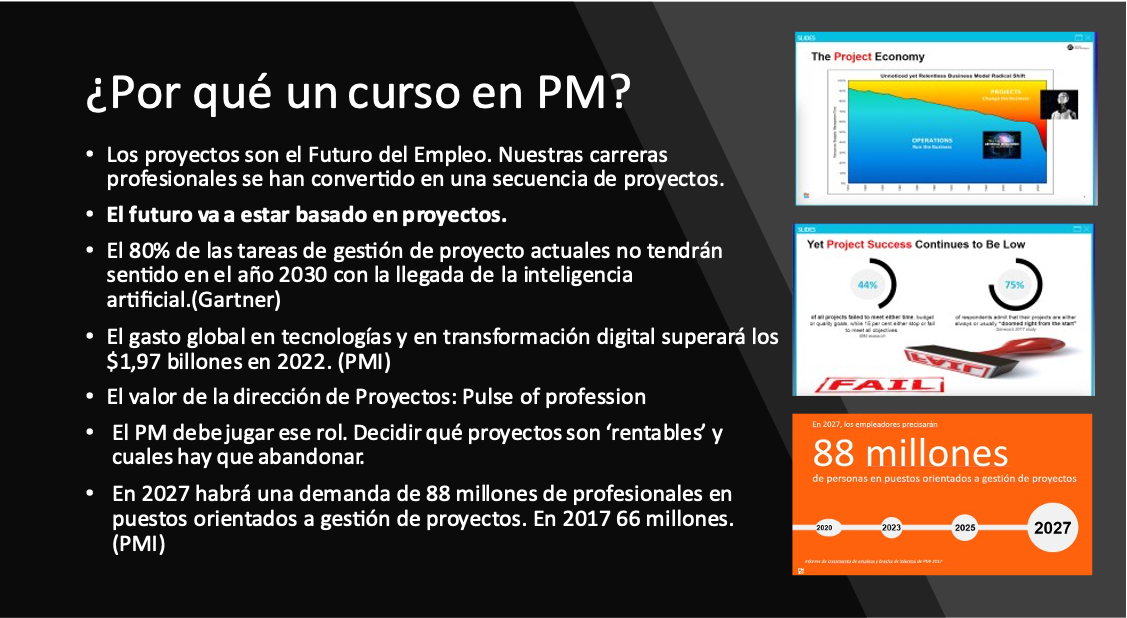 ¿Por qué un curso en PM?
• Los proyectos son el Futuro del Empleo. Nuestras carreras
profesionales se han convertido en una secuencia de proyectos.
• El futuro va a estar basado en proyectos.
• El 80% de las tareas de gestión de proyecto actuales no tendrán
sentido en el año 2030 con la llegada de la inteligencia
artificial.(Gartner)
• El gasto global en tecnologías y en transformación digital superará los
$1,97 billones en 2022. (PMI)
• El valor de la dirección de Proyectos: Pulse of profession
• El PM debe jugar ese rol. Decidir qué proyectos son ‘rentables’ y
cuales hay que abandonar.
• En 2027 habrá una demanda de 88 millones de profesionales en
puestos orientados a gestión de proyectos. En 2017 66 millones.
(PMI)
SLIDES
The Project Economy
Unnoticed yet Relentless Business Model Radical Shift
PROJECTS
Change the Business
OPERATIONS
Run the Business
SLIDES
Yet Project Success Continues to Be Low
44%
75%
of all projects failed to meet either time, budget
or quality goals, while 15 per cent either stop or fail
to meet all objectives.
IBM research
of respondents admit that their projects are either
always or usually "doomed right from the start"
Geneca's 2017 study
FAIL
FAIL
En 2027, los empleadores precisarán
88 millones
de personas en puestos orientados a gestión de proyectos
2020
2023
2025
2027